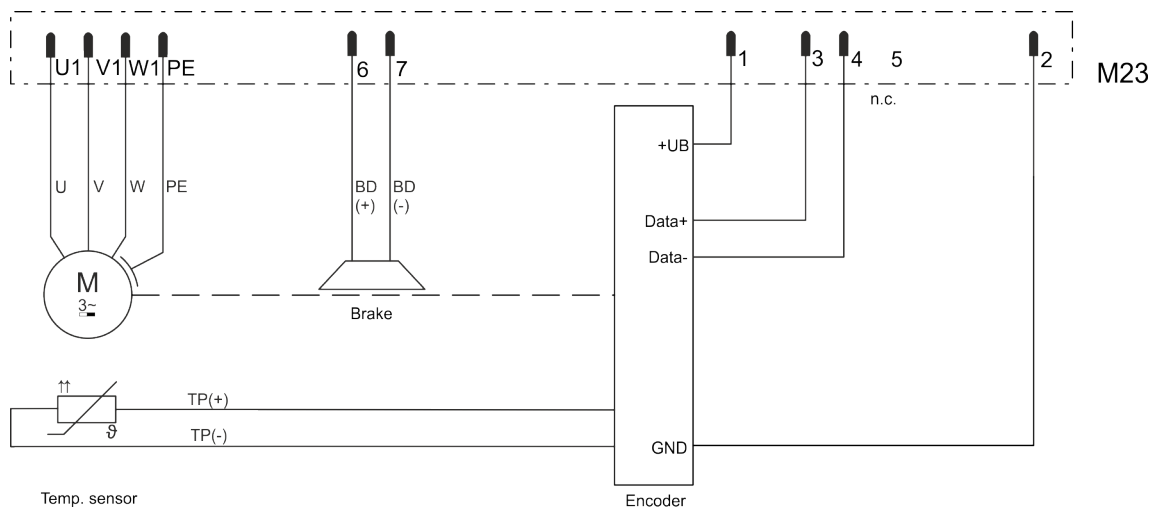 U1 V1 W1 PE 6 7 1 3 4 5 2
M23
n.c.
+UB
U V W PE BD (+) BD (-)
Data+
Data-
M
3~
Brake
↑↑
TP(+)
ϑ
TP(-)
GND
Temp. sensor
Encoder